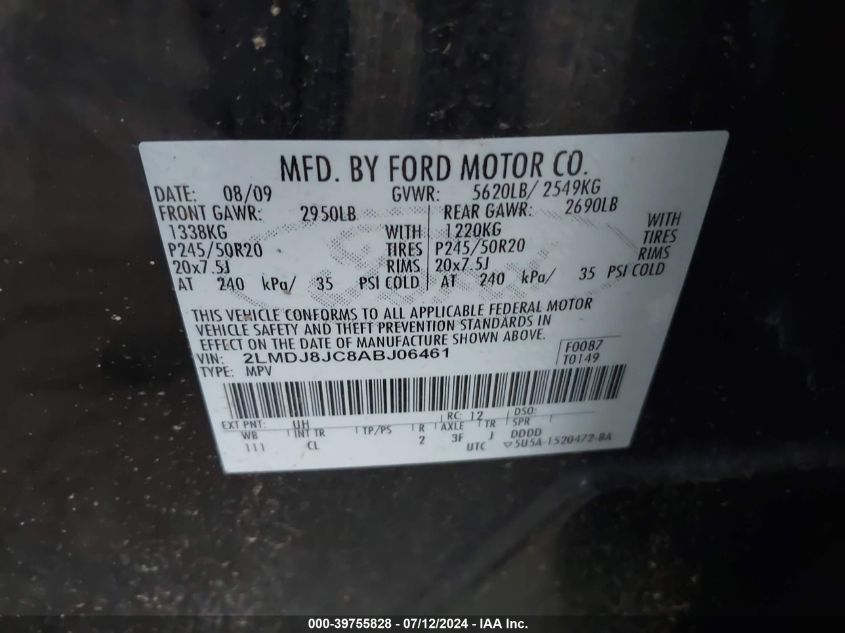 MFD. BY FORD MOTOR CO.
DATE: 08/09 GVWR: 5620LB/ 2549KG
FRONT GAWR: 2950LB REAR GAWR: 2690LB
1338KG WITH 1220KG WITH
P245/50R20 TIRES P245/50R20 TIRES
20x7.5J RIMS 20x7.5J RIMS
AT 240 kPa/ 35 PSI COLD AT 240 kPa/ 35 PSI COLD
THIS VEHICLE CONFORMS TO ALL APPLICABLE FEDERAL MOTOR
VEHICLE SAFETY AND THEFT PREVENTION STANDARDS IN
EFFECT ON THE DATE OF MANUFACTURE SHOWN ABOVE.
VIN: 2LMDJ8JC8ABJ06461 F0087
TYPE: MPV T0149
EXT PNT: UH RC: 12 DSO:
WB INT TR TP/PS R AXLE TR SPR
111 CL 2 3F J DDDD
UTC 5U5A-1520472-BA
000-39755828 - 07/12/2024 - IAA Inc.